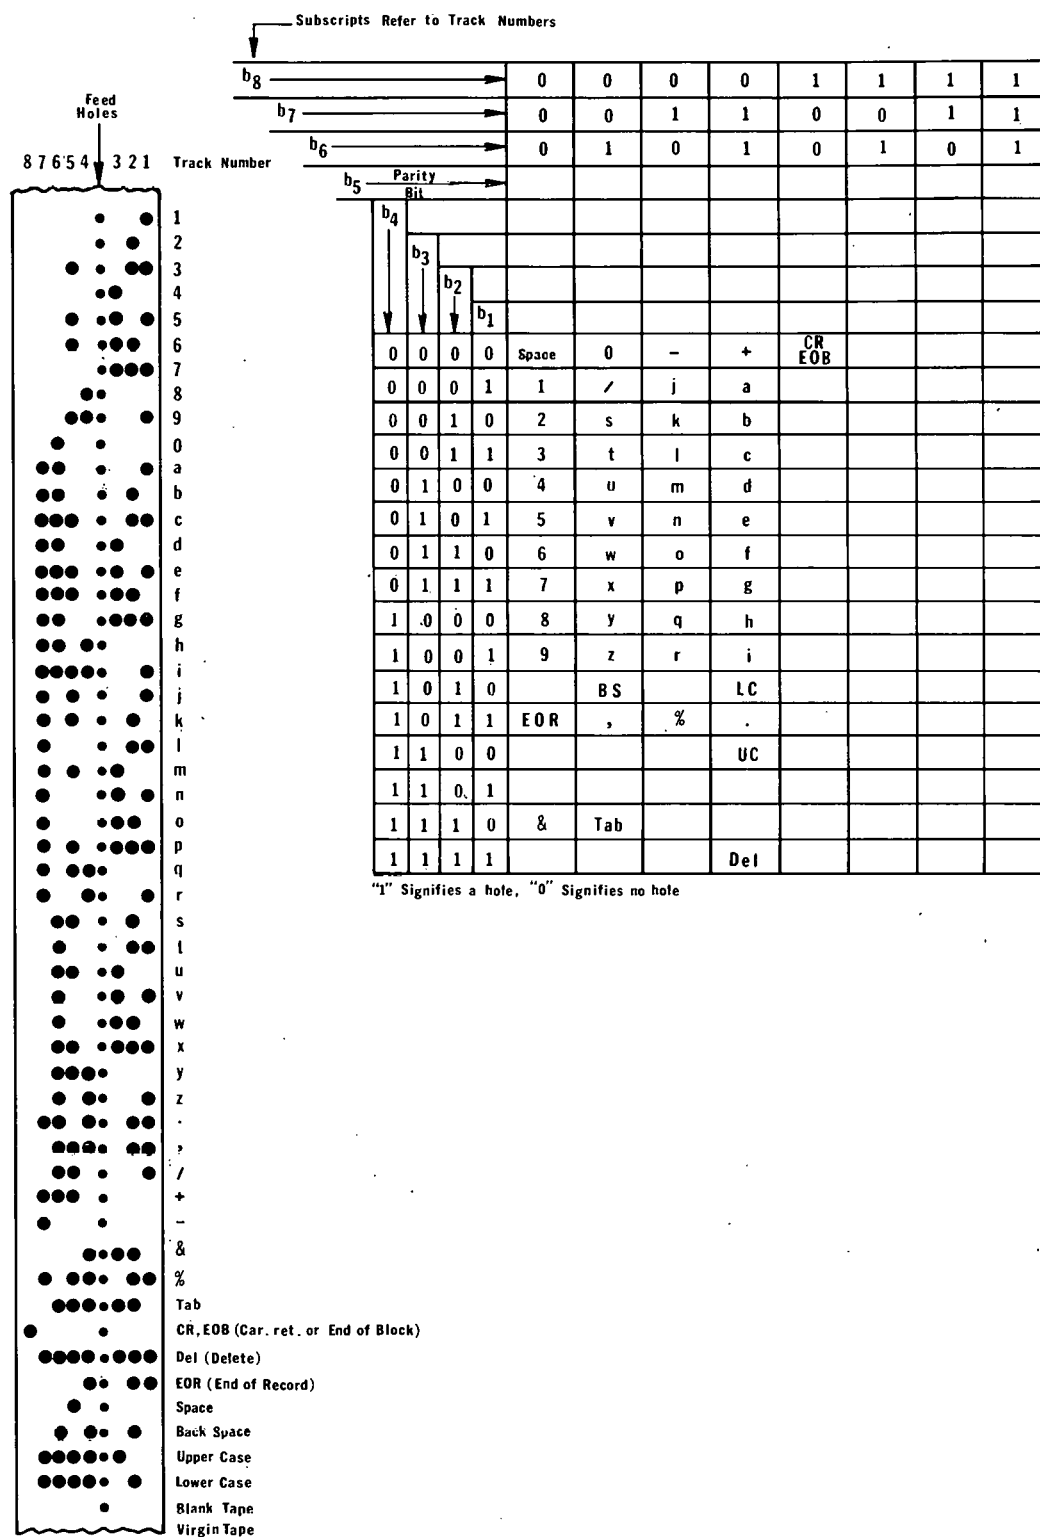 Subscripts Refer to Track Numbers
b8 0 0 0 0 1 1 1 1
b7 0 0 1 1 0 0 1 1
b6 0 1 0 1 0 1 0 1
b5 Parity Bit
b4
b3
b2
b1
0 0 0 0 Space 0 - + CR EOB
0 0 0 1 1 / j a
0 0 1 0 2 s k b
0 0 1 1 3 t l c
0 1 0 0 4 u m d
0 1 0 1 5 v n e
0 1 1 0 6 w o f
0 1 1 1 7 x p g
1 0 0 0 8 y q h
1 0 0 1 9 z r i
1 0 1 0 BS LC
1 0 1 1 EOR , % .
1 1 0 0 UC
1 1 0 1
1 1 1 0 & Tab
1 1 1 1 Del
"1" Signifies a hole, "0" Signifies no hole
Feed
Holes
8 7 6 5 4 3 2 1 Track Number
1
2
3
4
5
6
7
8
9
0
a
b
c
d
e
f
g
h
i
j
k
l
m
n
o
p
q
r
s
t
u
v
w
x
y
z
.
,
/
+
-
&
%
Tab
CR, EOB (Car. ret. or End of Block)
Del (Delete)
EOR (End of Record)
Space
Back Space
Upper Case
Lower Case
Blank Tape
Virgin Tape